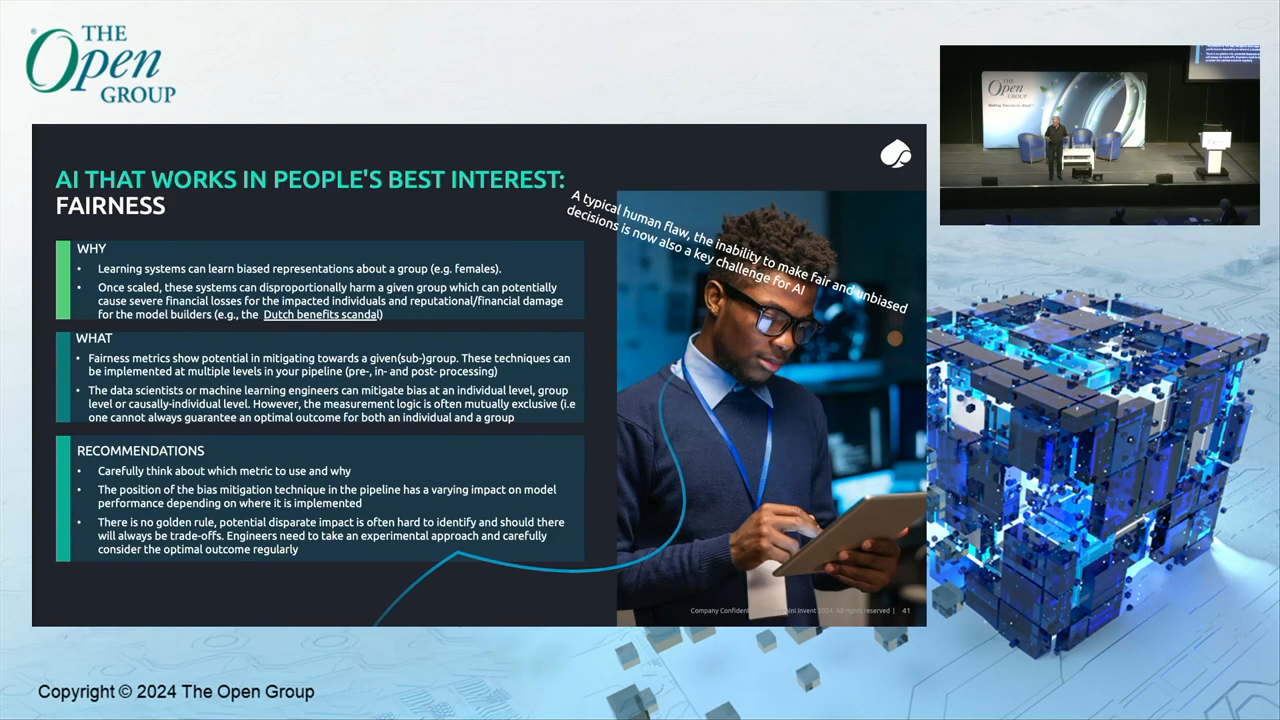 THE
Open
GROUP
AI THAT WORKS IN PEOPLE'S BEST INTEREST:
FAIRNESS
A typical human flaw, the inability to make fair and unbiased
decisions is now also a key challenge for AI
WHY
• Learning systems can learn biased representations about a group (e.g. females).
• Once scaled, these systems can disproportionally harm a given group which can potentially
cause severe financial losses for the impacted individuals and reputational/financial damage
for the model builders (e.g., the Dutch benefits scandal)
WHAT
• Fairness metrics show potential in mitigating towards a given(sub-)group. These techniques can
be implemented at multiple levels in your pipeline (pre-, in- and post- processing)
• The data scientists or machine learning engineers can mitigate bias at an individual level, group
level or causally-individual level. However, the measurement logic is often mutually exclusive (i.e
one cannot always guarantee an optimal outcome for both an individual and a group
RECOMMENDATIONS
• Carefully think about which metric to use and why
• The position of the bias mitigation technique in the pipeline has a varying impact on model
performance depending on where it is implemented
• There is no golden rule, potential disparate impact is often hard to identify and should there
will always be trade-offs. Engineers need to take an experimental approach and carefully
consider the optimal outcome regularly
Company Confident
2024. All rights reserved | 41
THE
Open
GROUP
Copyright © 2024 The Open Group